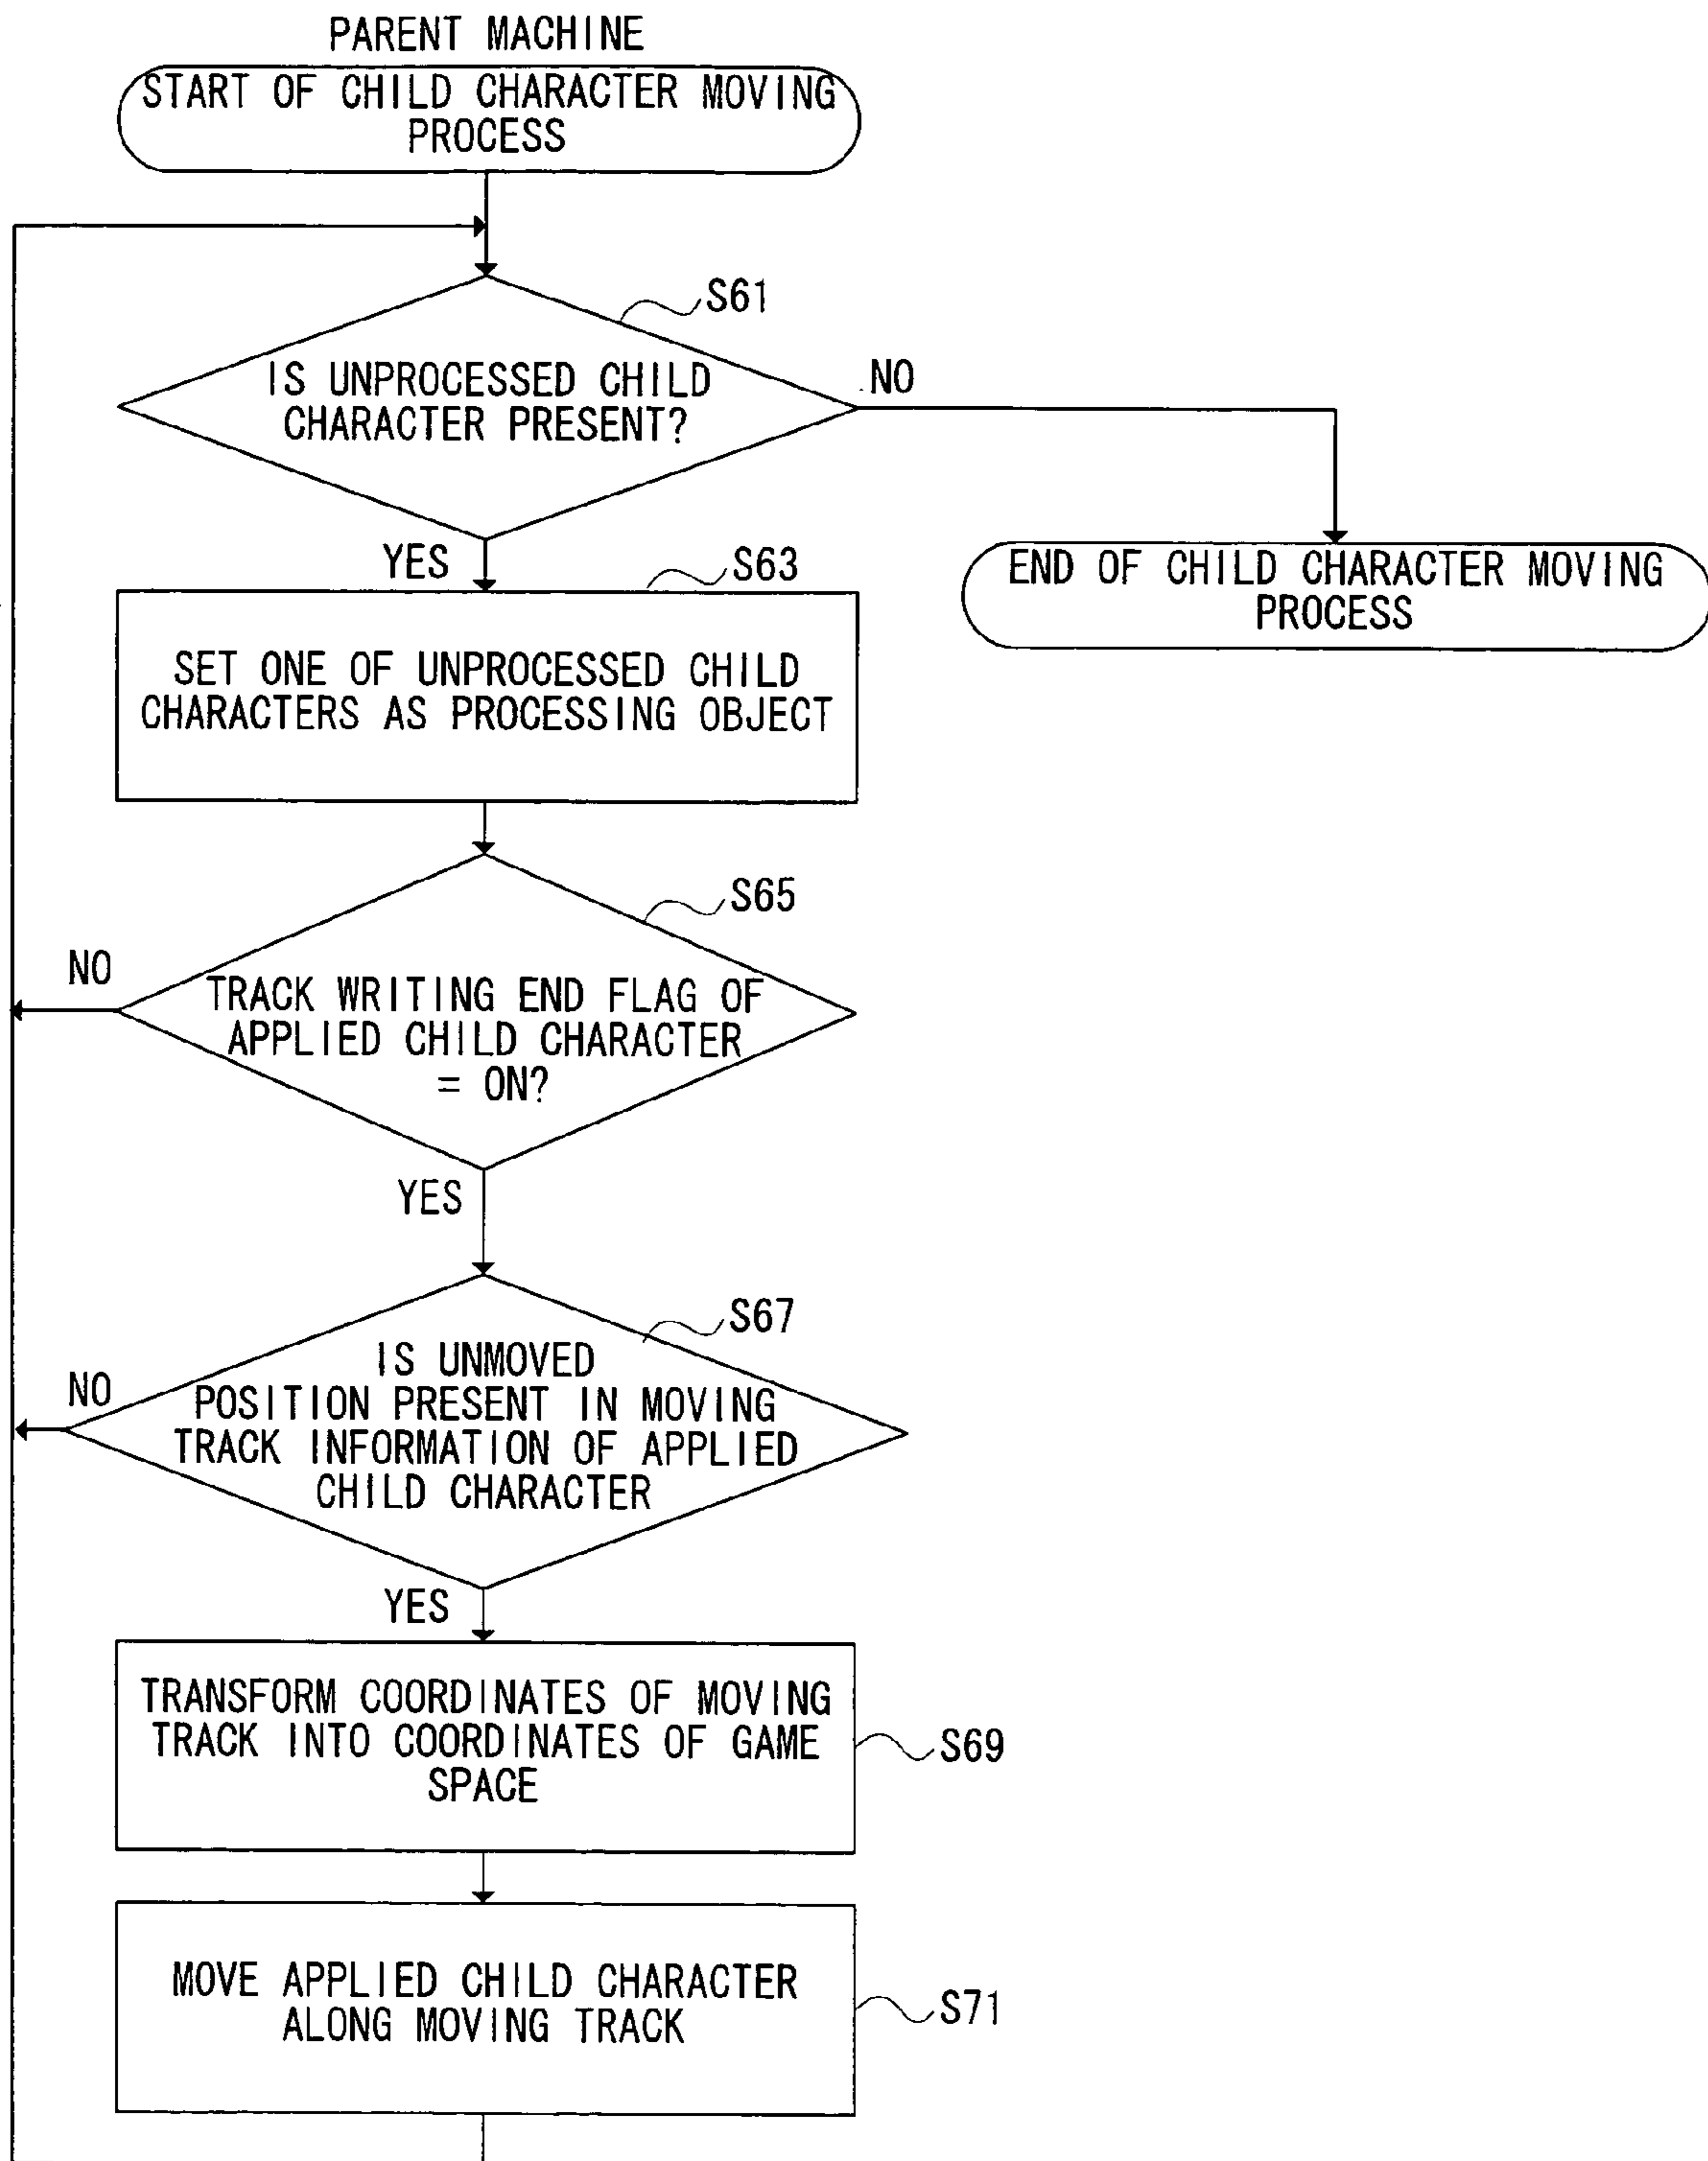 PARENT MACHINE
START OF CHILD CHARACTER MOVING
PROCESS
S61
IS UNPROCESSED CHILD
CHARACTER PRESENT?
NO
YES
END OF CHILD CHARACTER MOVING
PROCESS
S63
SET ONE OF UNPROCESSED CHILD
CHARACTERS AS PROCESSING OBJECT
S65
NO
TRACK WRITING END FLAG OF
APPLIED CHILD CHARACTER
= ON?
YES
S67
NO
IS UNMOVED
POSITION PRESENT IN MOVING
TRACK INFORMATION OF APPLIED
CHILD CHARACTER
YES
TRANSFORM COORDINATES OF MOVING
TRACK INTO COORDINATES OF GAME
SPACE
S69
MOVE APPLIED CHILD CHARACTER
ALONG MOVING TRACK
S71